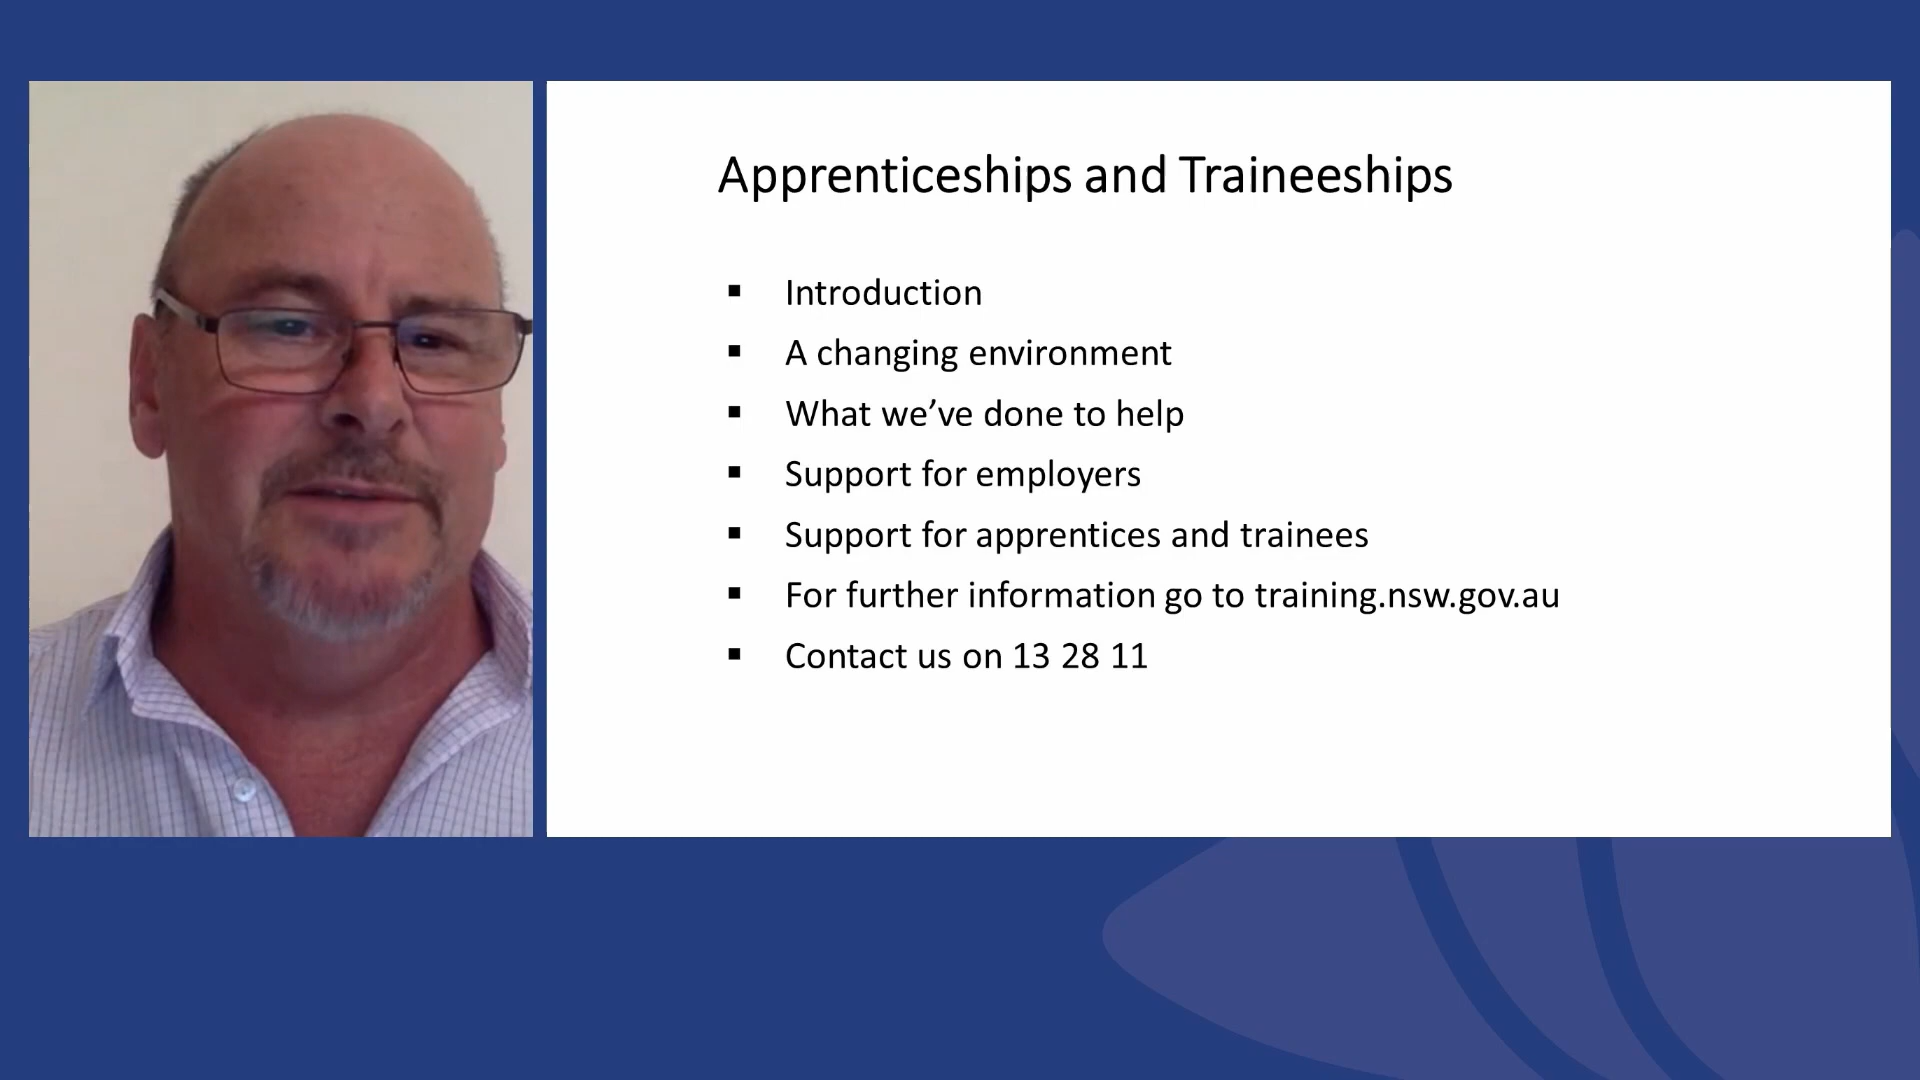 Apprenticeships and Traineeships
▪ Introduction
▪ A changing environment
▪ What we’ve done to help
▪ Support for employers
▪ Support for apprentices and trainees
▪ For further information go to training.nsw.gov.au
▪ Contact us on 13 28 11